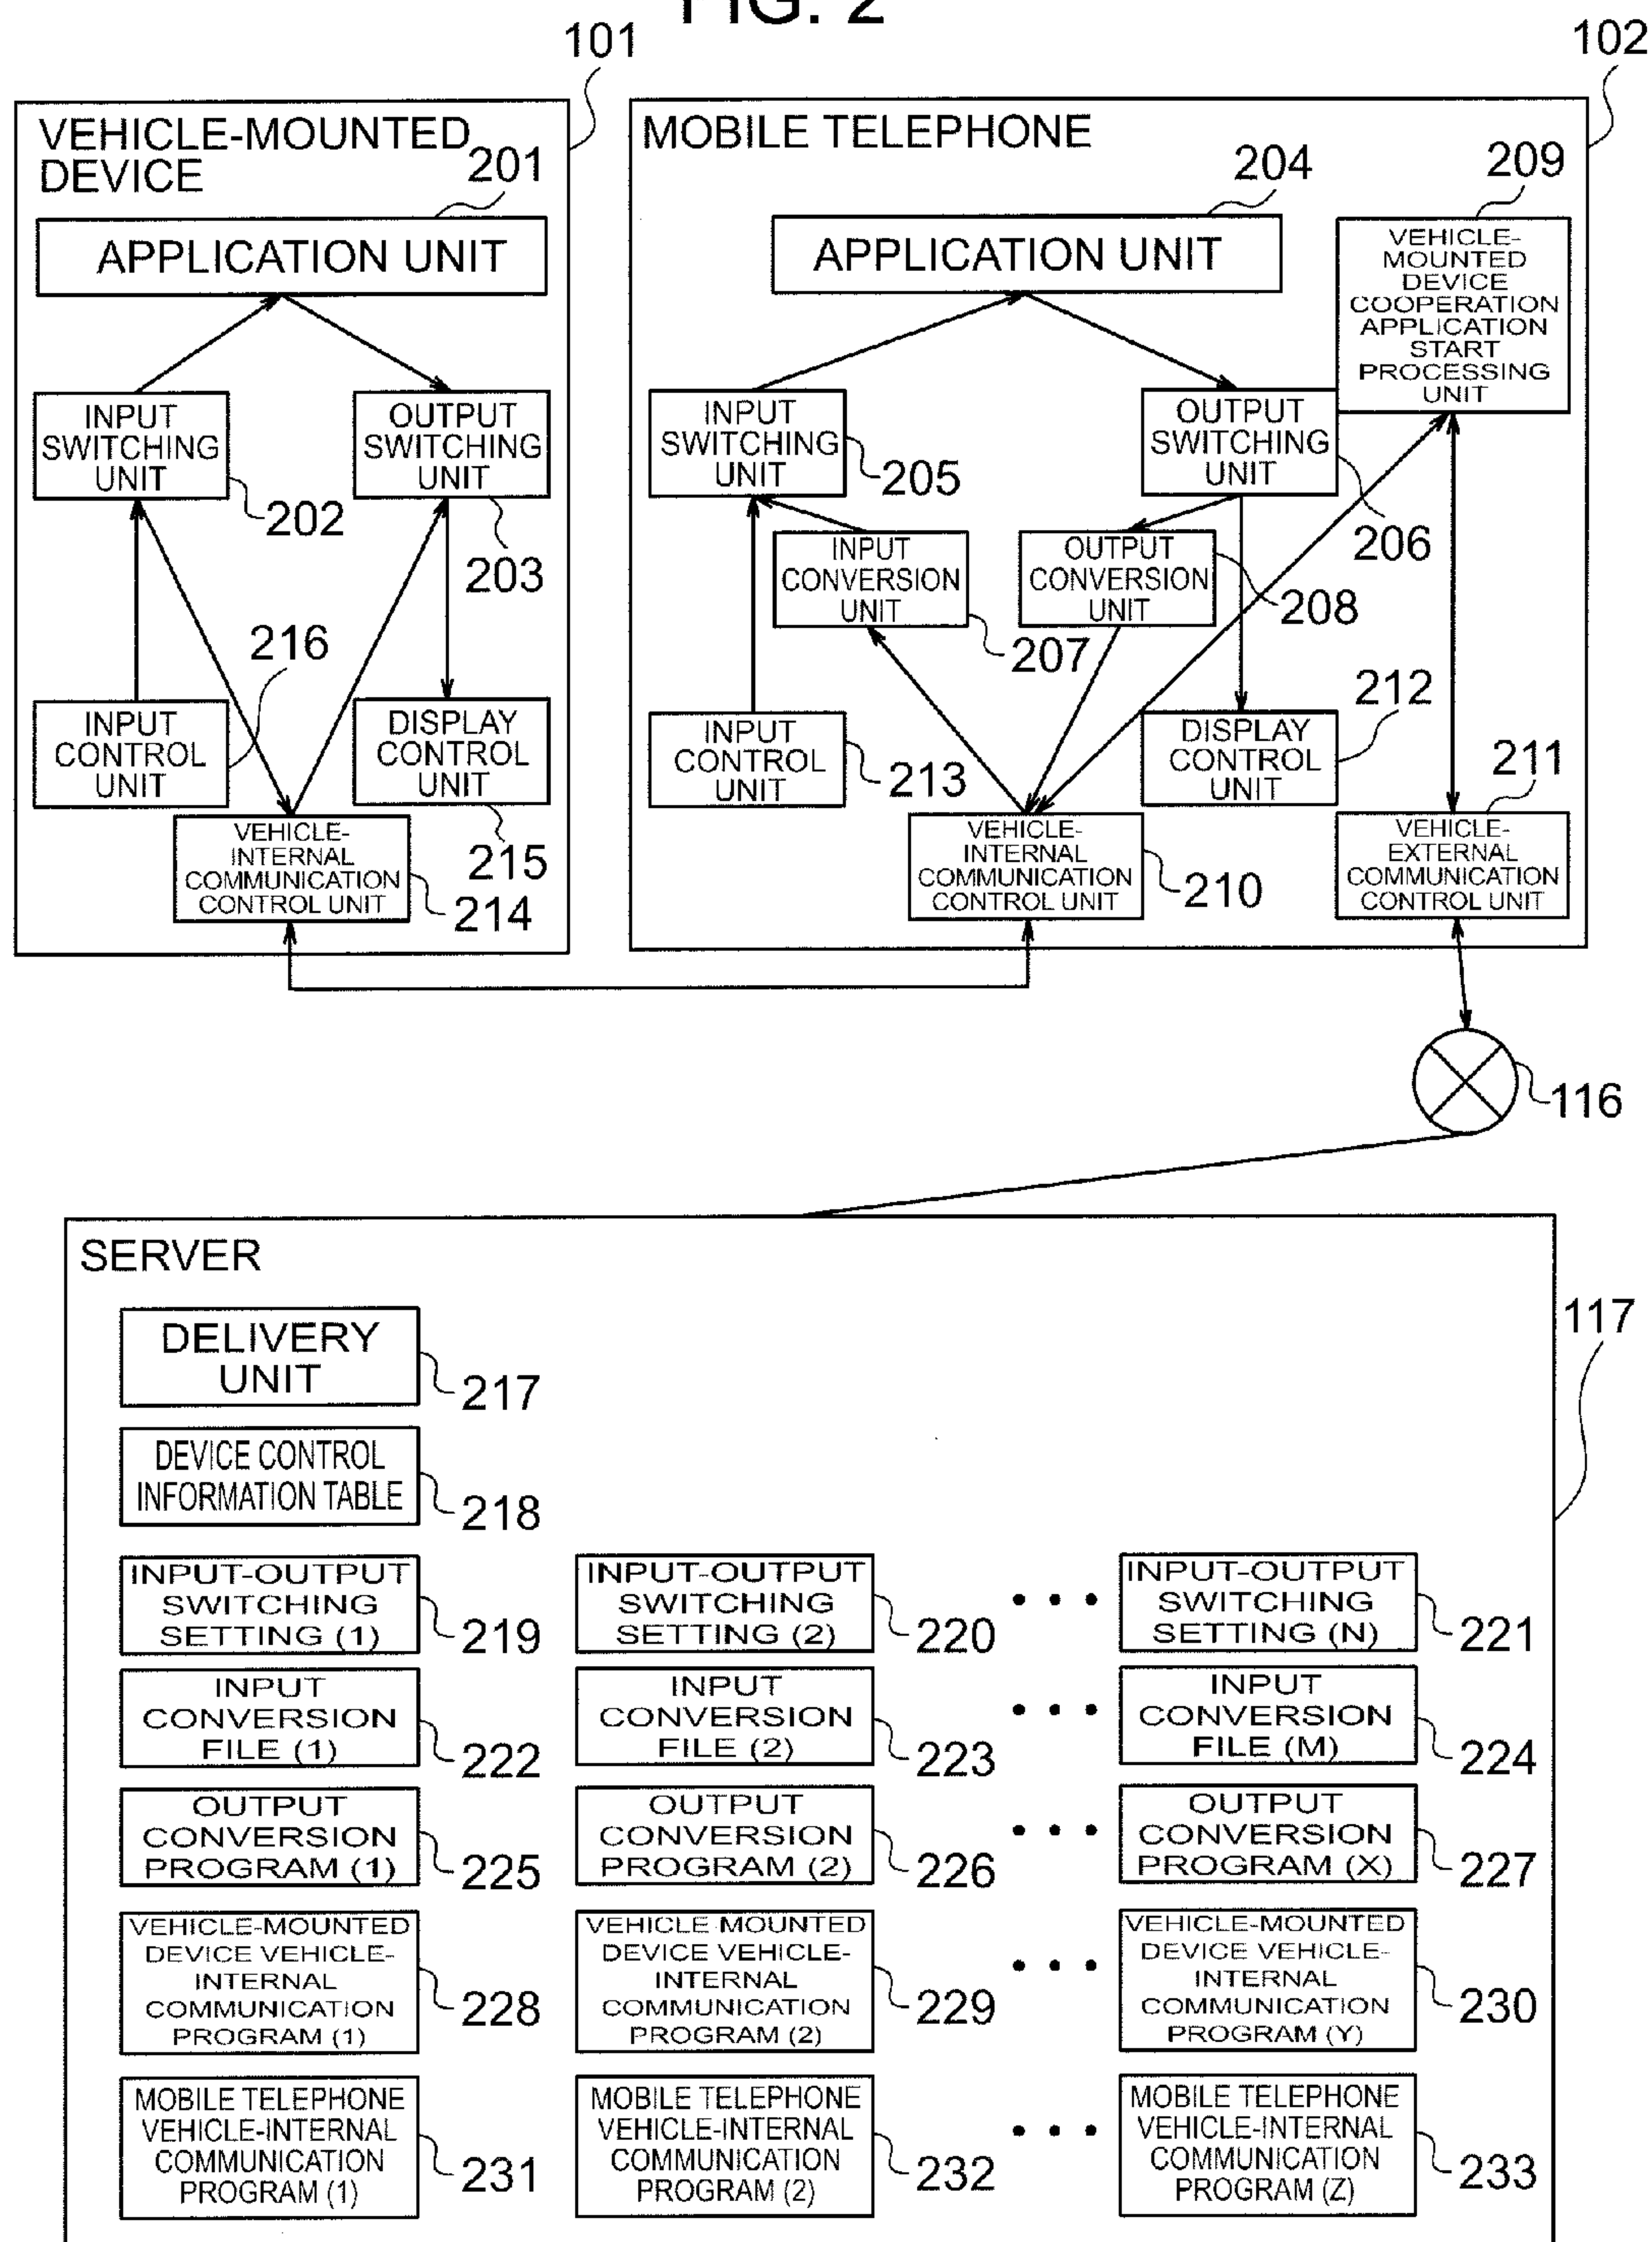 FIG. 2
101
102
VEHICLE-MOUNTED
DEVICE
201
APPLICATION UNIT
INPUT
SWITCHING
UNIT
202
OUTPUT
SWITCHING
UNIT
203
216
INPUT
CONTROL
UNIT
DISPLAY
CONTROL
UNIT
215
VEHICLE-
INTERNAL
COMMUNICATION
CONTROL UNIT
214
MOBILE TELEPHONE
204
APPLICATION UNIT
209
VEHICLE-
MOUNTED
DEVICE
COOPERATION
APPLICATION
START
PROCESSING
UNIT
INPUT
SWITCHING
UNIT
205
OUTPUT
SWITCHING
UNIT
206
INPUT
CONVERSION
UNIT
207
OUTPUT
CONVERSION
UNIT
208
INPUT
CONTROL
UNIT
213
DISPLAY
CONTROL
UNIT
212
VEHICLE-
INTERNAL
COMMUNICATION
CONTROL UNIT
210
211
VEHICLE-
EXTERNAL
COMMUNICATION
CONTROL UNIT
116
SERVER
117
DELIVERY
UNIT
217
DEVICE CONTROL
INFORMATION TABLE
218
INPUT-OUTPUT
SWITCHING
SETTING (1)
219
INPUT-OUTPUT
SWITCHING
SETTING (2)
220
• • •
INPUT-OUTPUT
SWITCHING
SETTING (N)
221
INPUT
CONVERSION
FILE (1)
222
INPUT
CONVERSION
FILE (2)
223
• • •
INPUT
CONVERSION
FILE (M)
224
OUTPUT
CONVERSION
PROGRAM (1)
225
OUTPUT
CONVERSION
PROGRAM (2)
226
• • •
OUTPUT
CONVERSION
PROGRAM (X)
227
VEHICLE-MOUNTED
DEVICE VEHICLE-
INTERNAL
COMMUNICATION
PROGRAM (1)
228
VEHICLE MOUNTED
DEVICE VEHICLE-
INTERNAL
COMMUNICATION
PROGRAM (2)
229
• • •
VEHICLE-MOUNTED
DEVICE VEHICLE-
INTERNAL
COMMUNICATION
PROGRAM (Y)
230
MOBILE TELEPHONE
VEHICLE-INTERNAL
COMMUNICATION
PROGRAM (1)
231
MOBILE TELEPHONE
VEHICLE-INTERNAL
COMMUNICATION
PROGRAM (2)
232
• • •
MOBILE TELEPHONE
VEHICLE-INTERNAL
COMMUNICATION
PROGRAM (Z)
233